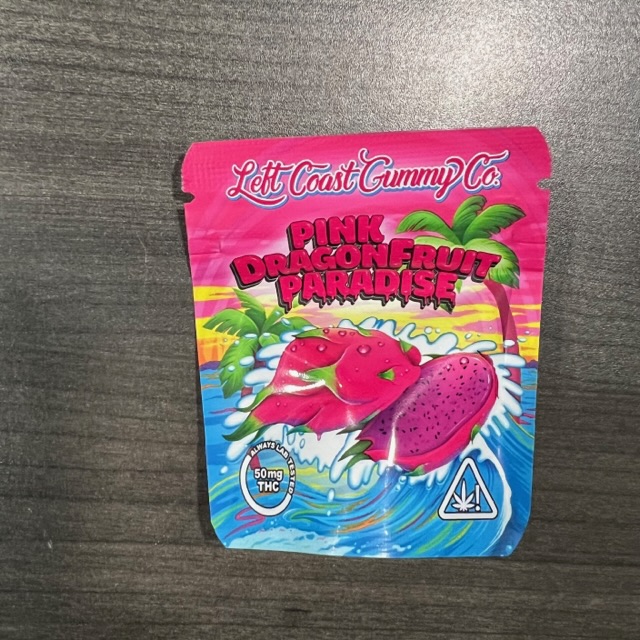 Left Coast Gummy Co.
PINK
DRAGONFRUIT
PARADISE
ALWAYS LAB TESTED
50mg
THC
!